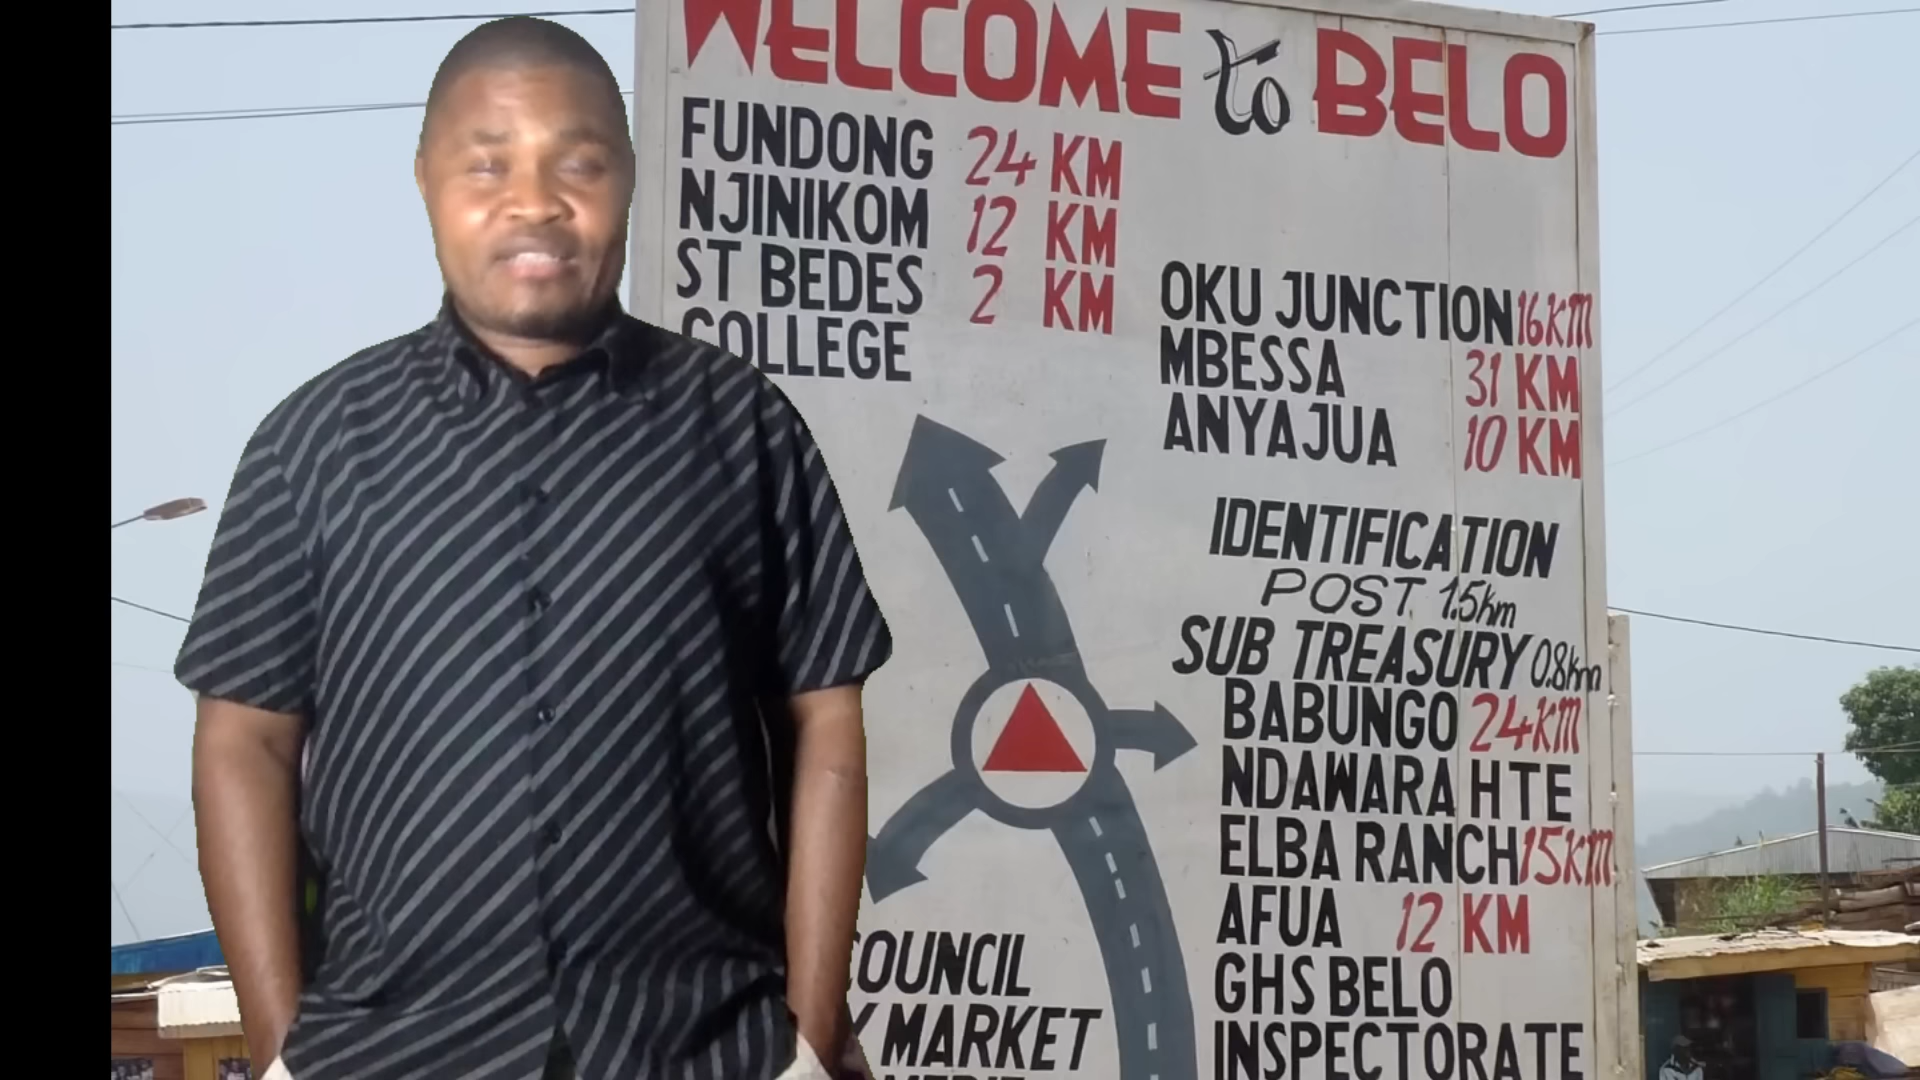 WELCOME to BELO
FUNDONG 24 KM
NJINIKOM 12 KM
ST BEDES 2 KM
COLLEGE
OKU JUNCTION 16KM
MBESSA 31 KM
ANYAJUA 10 KM
IDENTIFICATION
POST. 1.5km
SUB TREASURY 0.8km
BABUNGO 24KM
NDAWARA HTE
ELBA RANCH 15KM
AFUA 12 KM
GHS BELO
INSPECTORATE
COUNCIL
MARKET